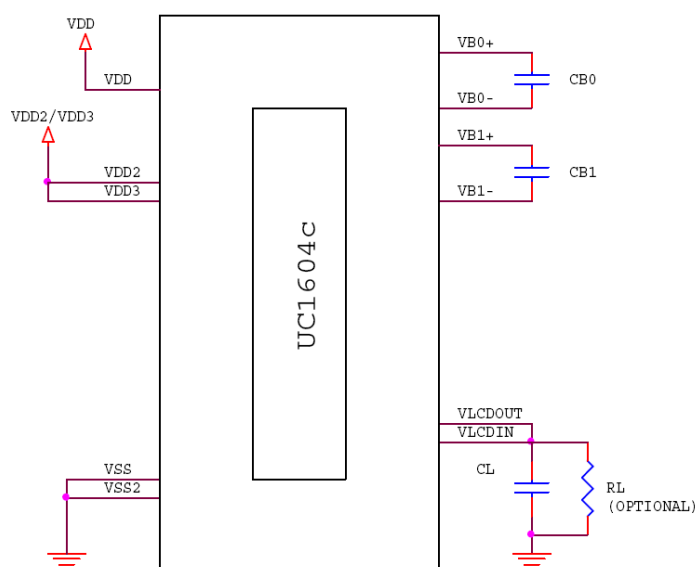 VDD
VDD
VDD2/VDD3
VDD2
VDD3
VSS
VSS2
UC1604c
VB0+
CB0
VB0-
VB1+
CB1
VB1-
VLCDOUT
VLCDIN
CL
RL
(OPTIONAL)